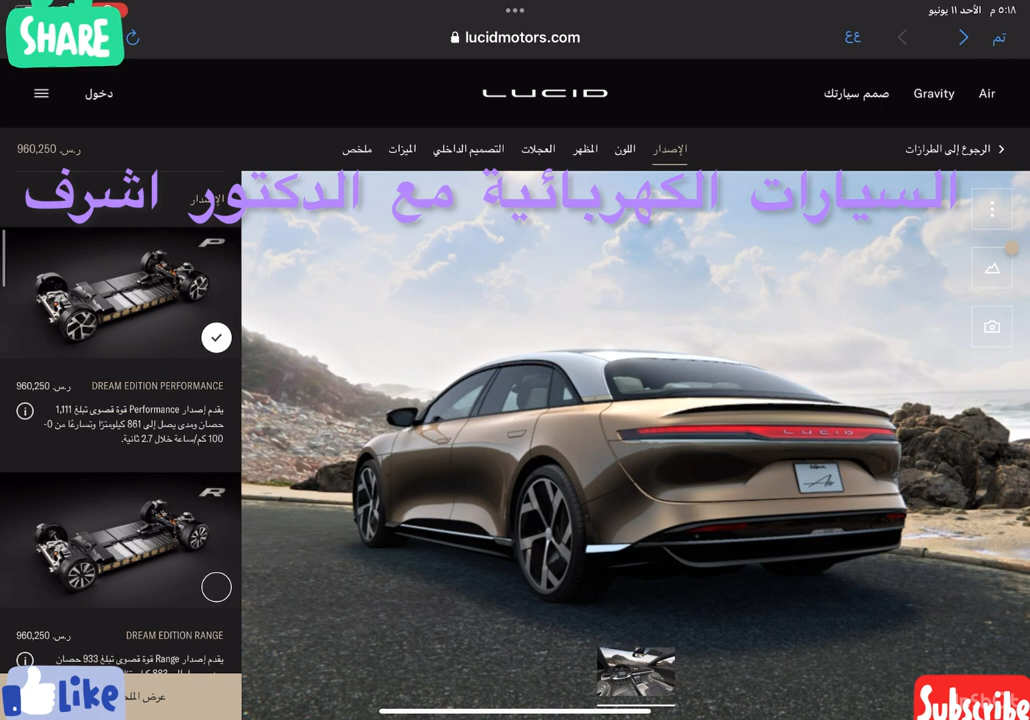 ٥:١٨ م الأحد ١١ يونيو
SHARE
lucidmotors.com
عع
تم
دخول
LUCID
صمم سيارتك
Gravity
Air
960,250 ر.س.
ملخص
الميزات
التصميم الداخلي
العجلات
المظهر
اللون
الإصدار
الرجوع إلى الطرازات
السيارات الكهربائية مع الدكتور اشرف
الإصدار
P
DREAM EDITION PERFORMANCE
960,250 ر.س.
يقدم إصدار Performance قوة قصوى تبلغ 1,111
حصان ومدى يصل إلى 861 كيلومترًا وتسارعًا من 0-
100 كم/ساعة خلال 2.7 ثانية.
R
DREAM EDITION RANGE
960,250 ر.س.
يقدم إصدار Range قوة قصوى تبلغ 933 حصان
LUCID
Air
عرض
Like
Subscribe